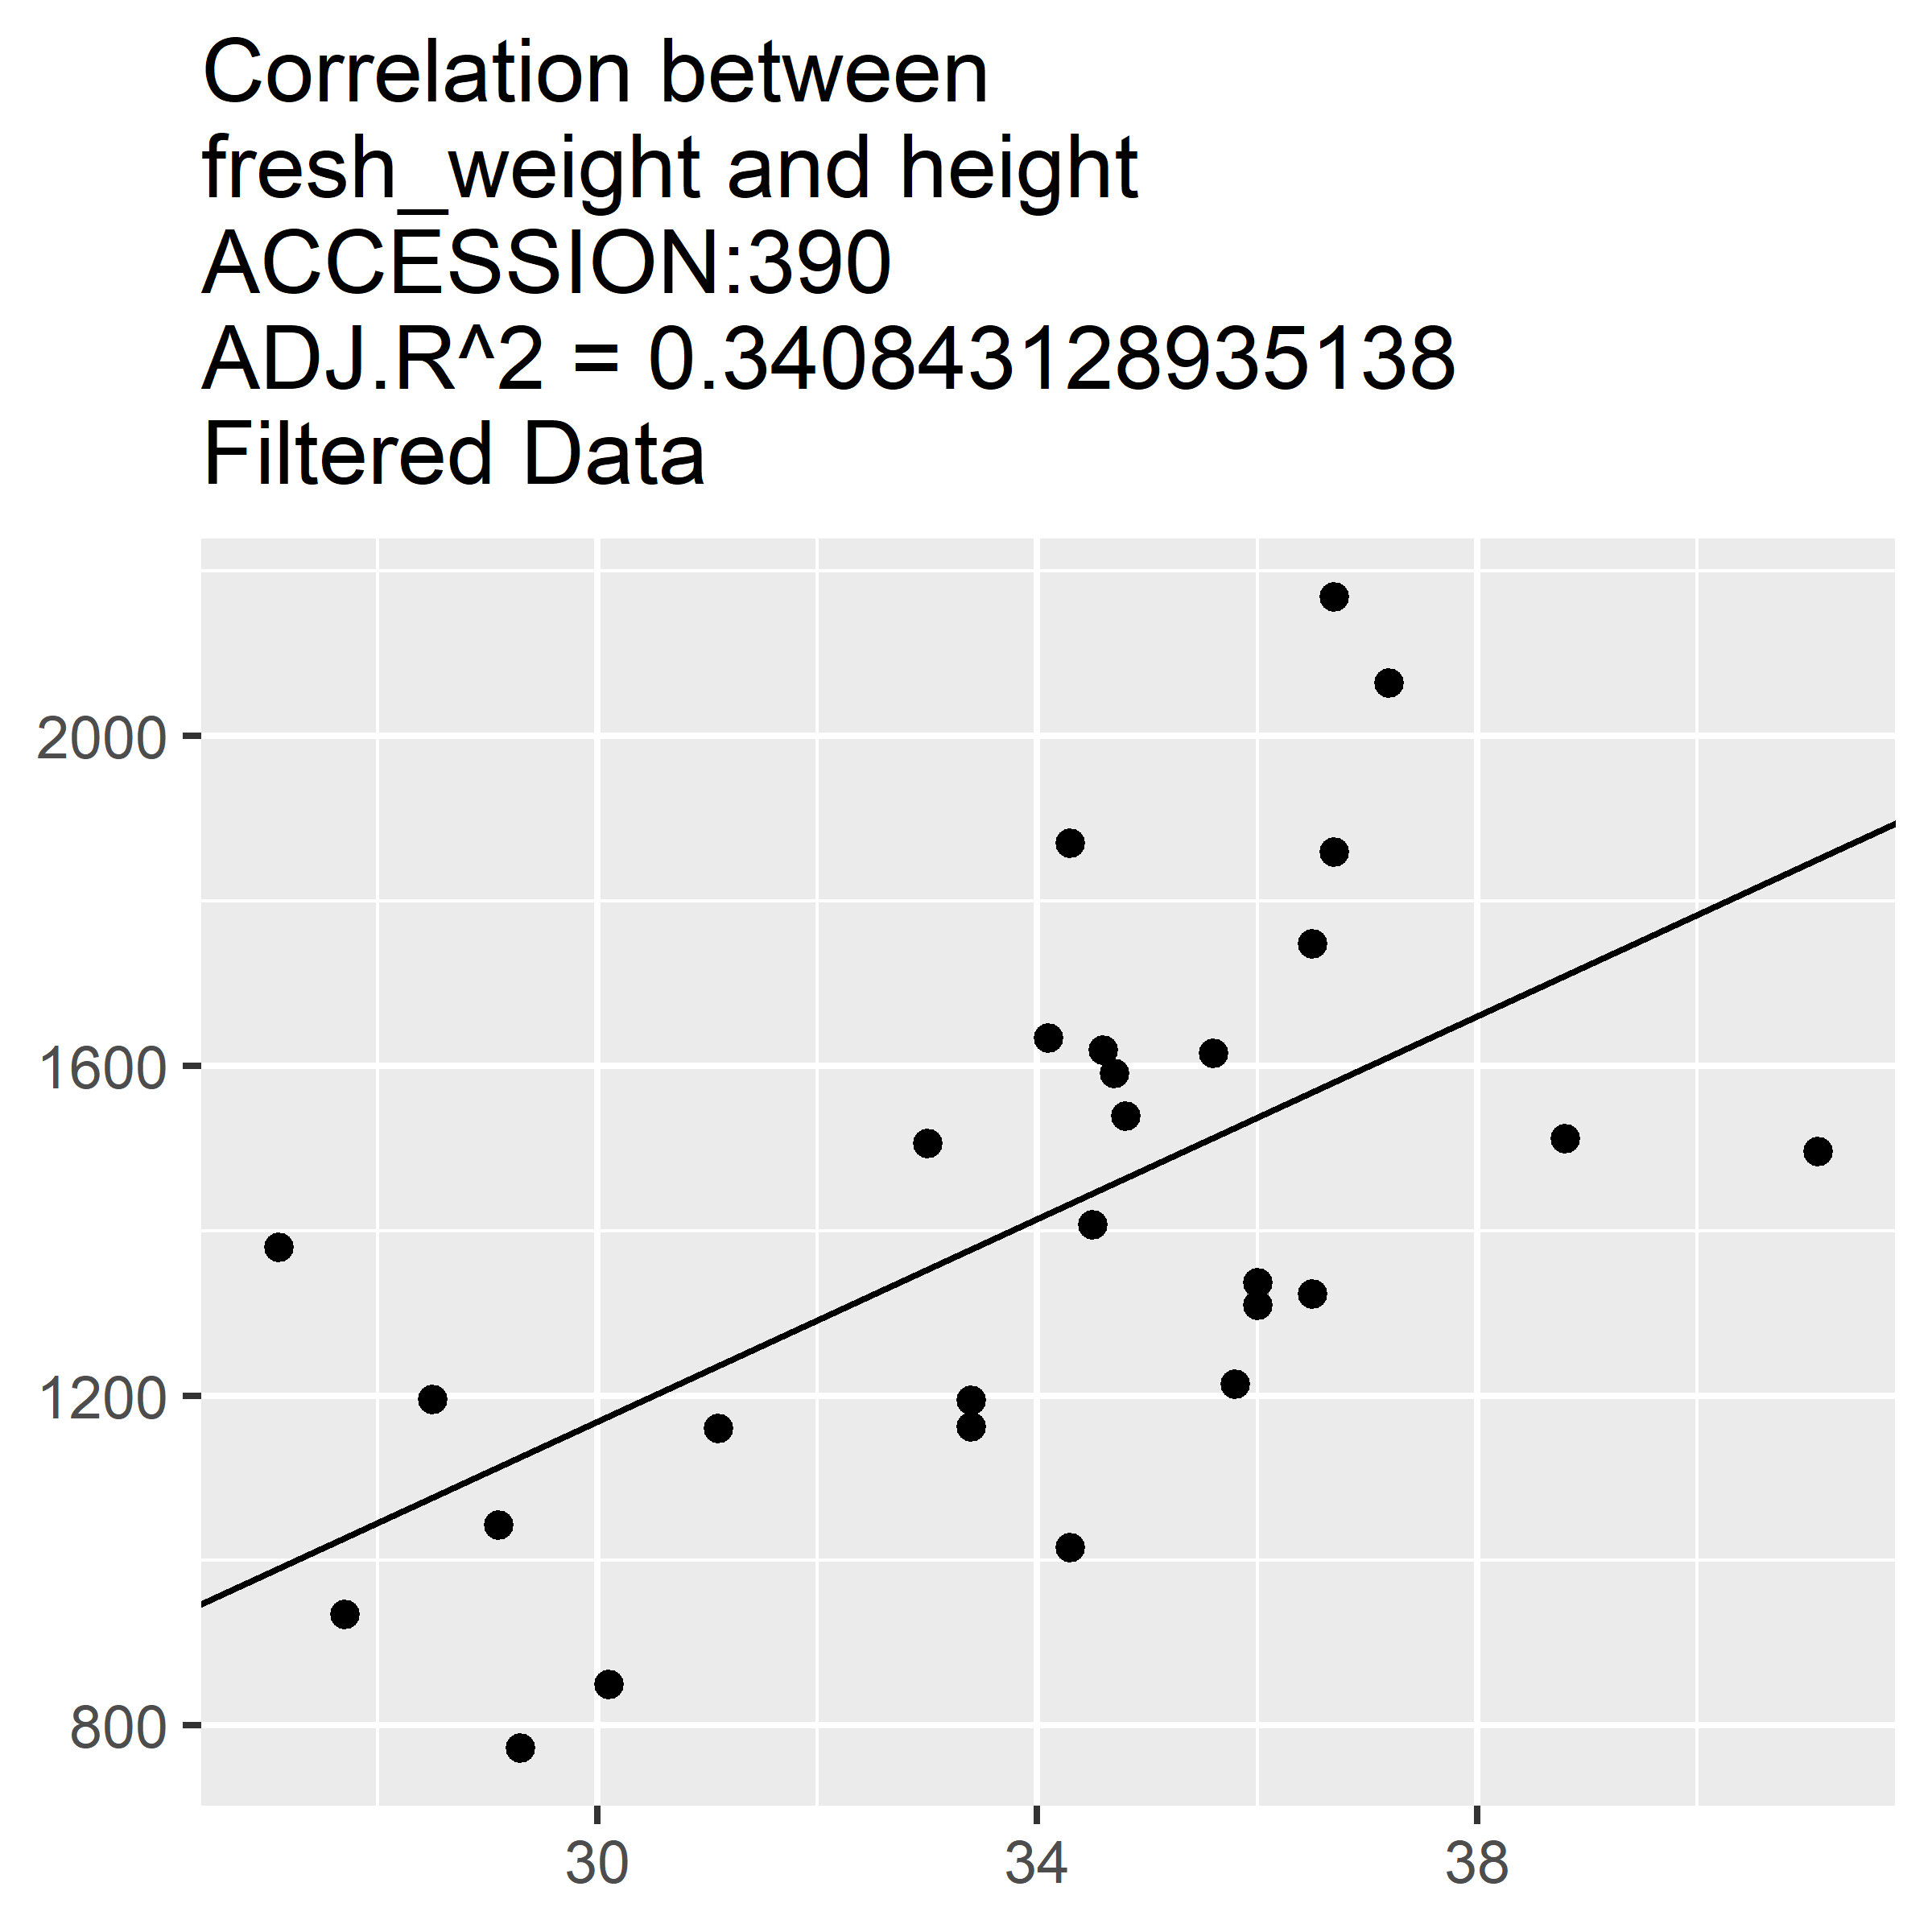 Correlation between
fresh_weight and height
ACCESSION:390
ADJ.R^2 = 0.340843128935138
Filtered Data
2000
1600
1200
800
30 34 38